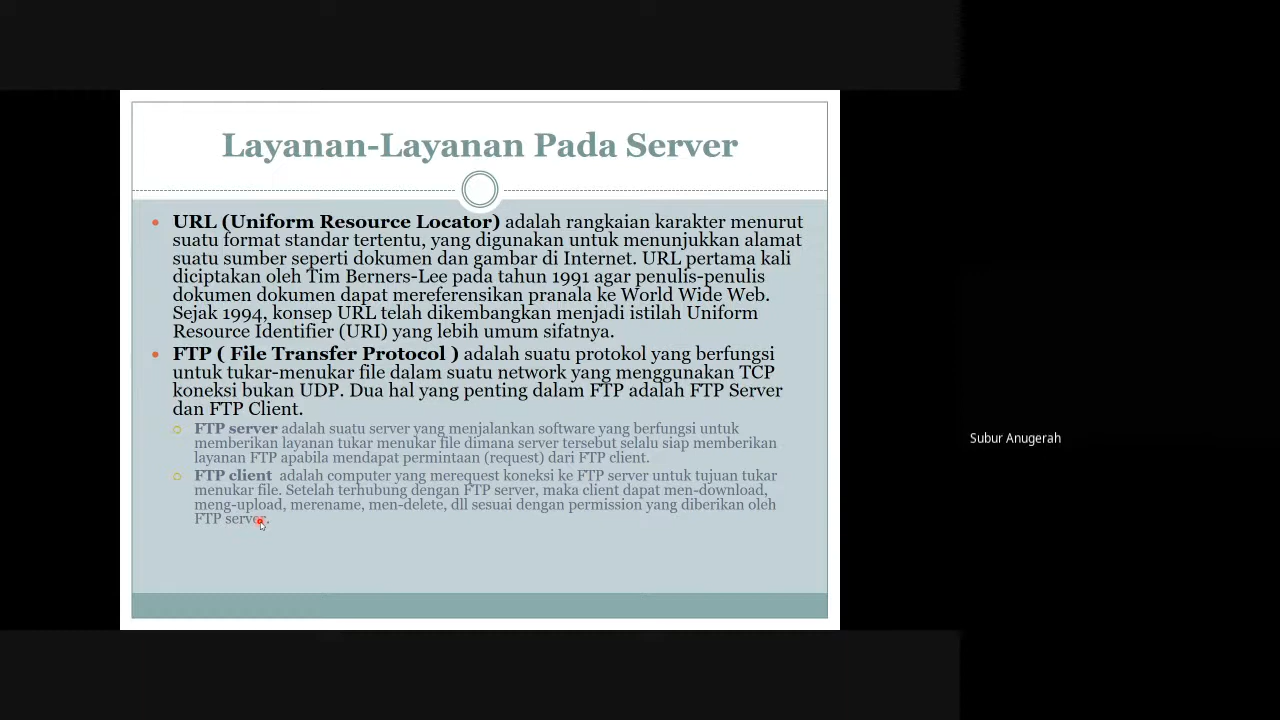 Layanan-Layanan Pada Server
URL (Uniform Resource Locator) adalah rangkaian karakter menurut
suatu format standar tertentu, yang digunakan untuk menunjukkan alamat
suatu sumber seperti dokumen dan gambar di Internet. URL pertama kali
diciptakan oleh Tim Berners-Lee pada tahun 1991 agar penulis-penulis
dokumen dokumen dapat mereferensikan pranala ke World Wide Web.
Sejak 1994, konsep URL telah dikembangkan menjadi istilah Uniform
Resource Identifier (URI) yang lebih umum sifatnya.
FTP ( File Transfer Protocol ) adalah suatu protokol yang berfungsi
untuk tukar-menukar file dalam suatu network yang menggunakan TCP
koneksi bukan UDP. Dua hal yang penting dalam FTP adalah FTP Server
dan FTP Client.
FTP server adalah suatu server yang menjalankan software yang berfungsi untuk
memberikan layanan tukar menukar file dimana server tersebut selalu siap memberikan
layanan FTP apabila mendapat permintaan (request) dari FTP client.
FTP client adalah computer yang merequest koneksi ke FTP server untuk tujuan tukar
menukar file. Setelah terhubung dengan FTP server, maka client dapat men-download,
meng-upload, merename, men-delete, dll sesuai dengan permission yang diberikan oleh
FTP server.
Subur Anugerah